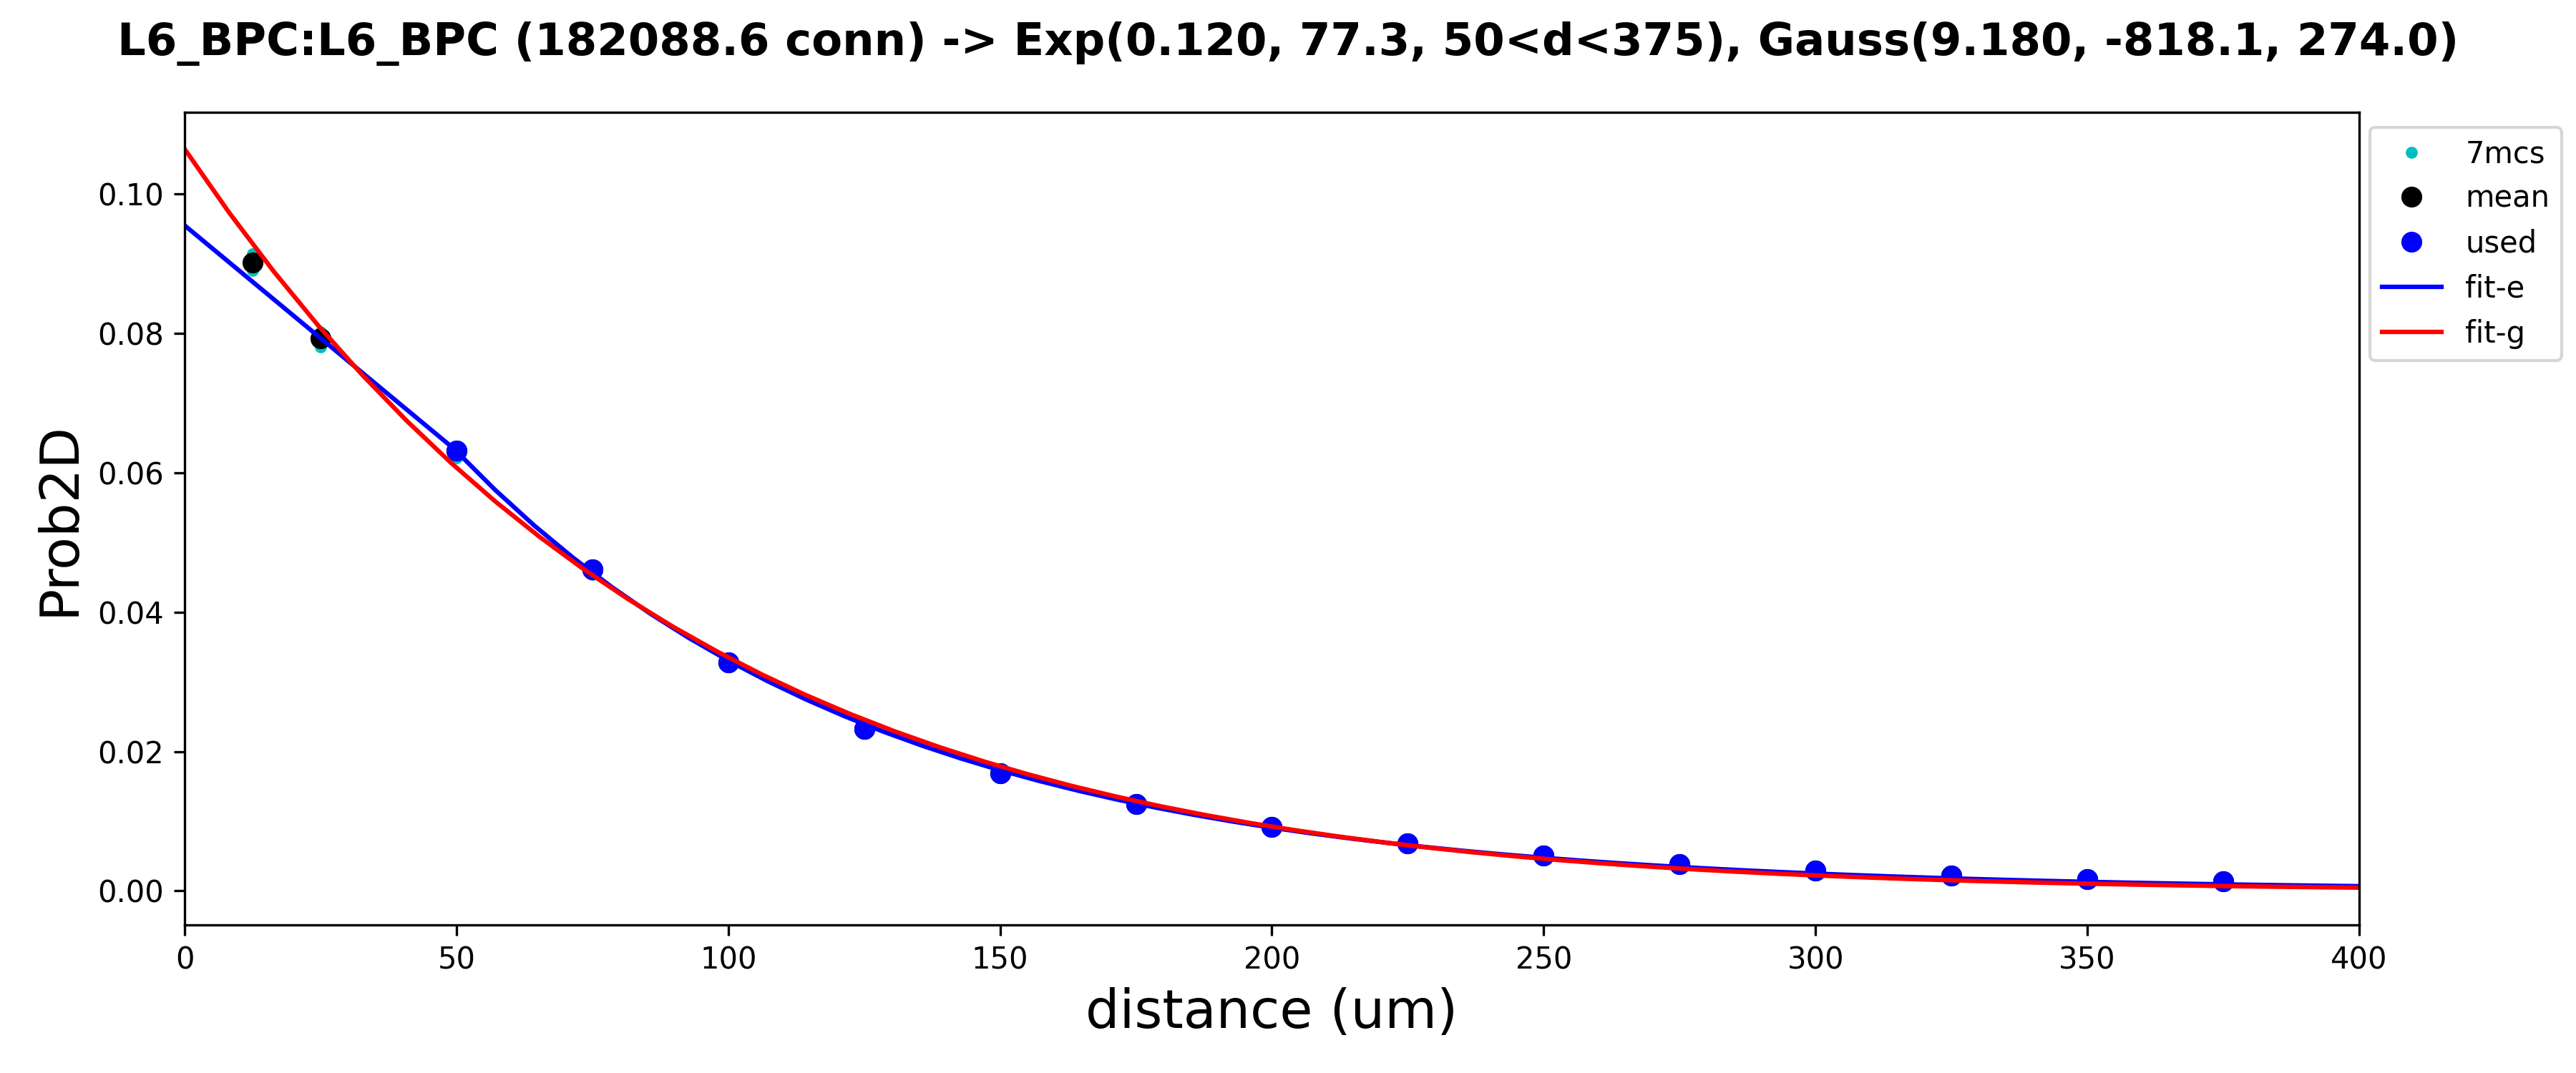 L6_BPC:L6_BPC (182088.6 conn) -> Exp(0.120, 77.3, 50<d<375), Gauss(9.180, -818.1, 274.0)
7mcs
mean
used
fit-e
fit-g
Prob2D
0.10
0.08
0.06
0.04
0.02
0.00
0 50 100 150 200 250 300 350 400
distance (um)